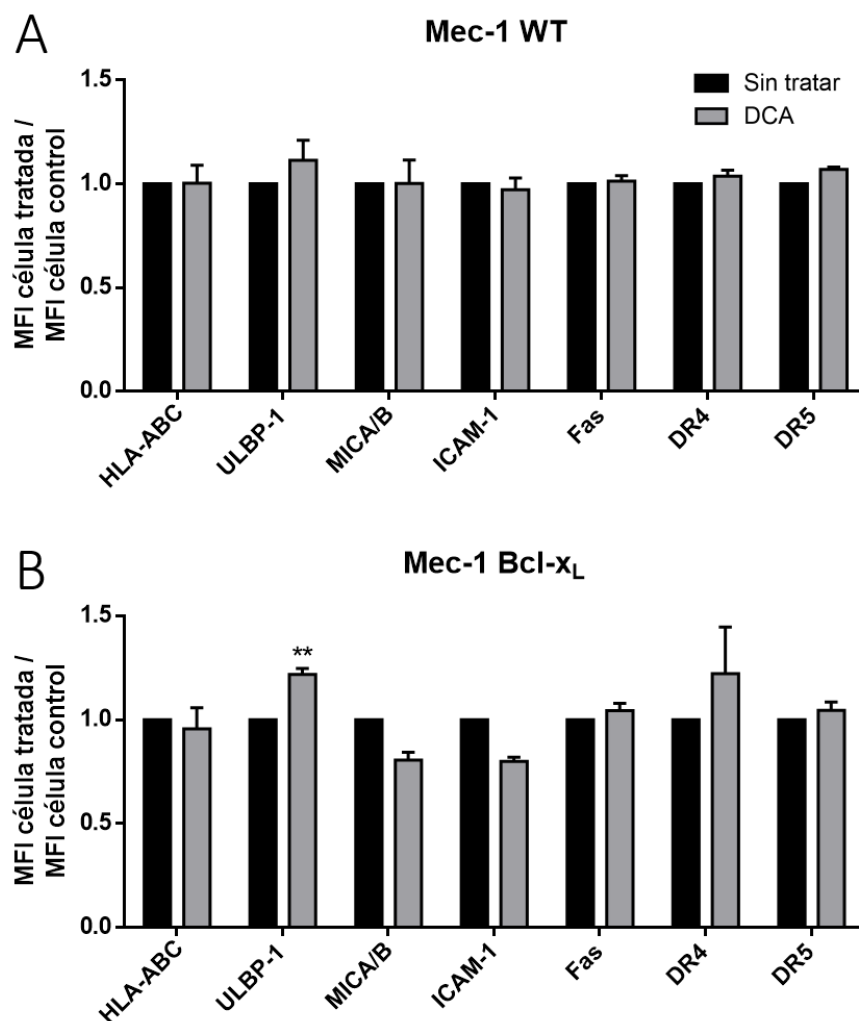 A
Mec-1 WT
Sin tratar
DCA
MFI célula tratada /
MFI célula control
1.5
1.0
0.5
0.0
HLA-ABC
ULBP-1
MICA/B
ICAM-1
Fas
DR4
DR5
B
Mec-1 Bcl-xL
MFI célula tratada /
MFI célula control
1.5
1.0
0.5
0.0
**
HLA-ABC
ULBP-1
MICA/B
ICAM-1
Fas
DR4
DR5